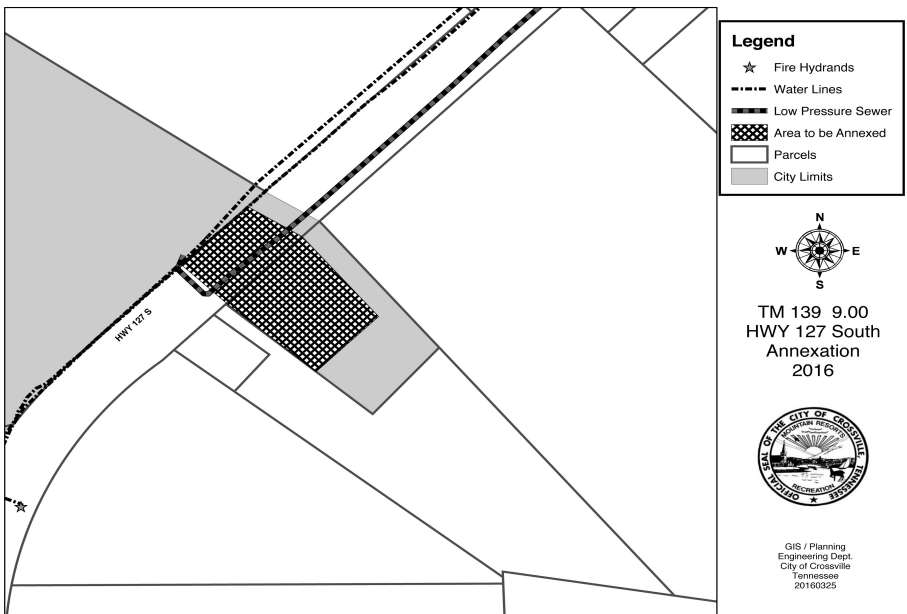 HWY 127 S
Legend
Fire Hydrands
Water Lines
Low Pressure Sewer
Area to be Annexed
Parcels
City Limits
N
W E
S
TM 139 9.00
HWY 127 South
Annexation
2016
OFFICIAL SEAL OF THE CITY OF CROSSVILLE, TENNESSEE
MOUNTAIN RESORTS
RECREATION
GIS / Planning
Engineering Dept.
City of Crossville
Tennessee
20160325